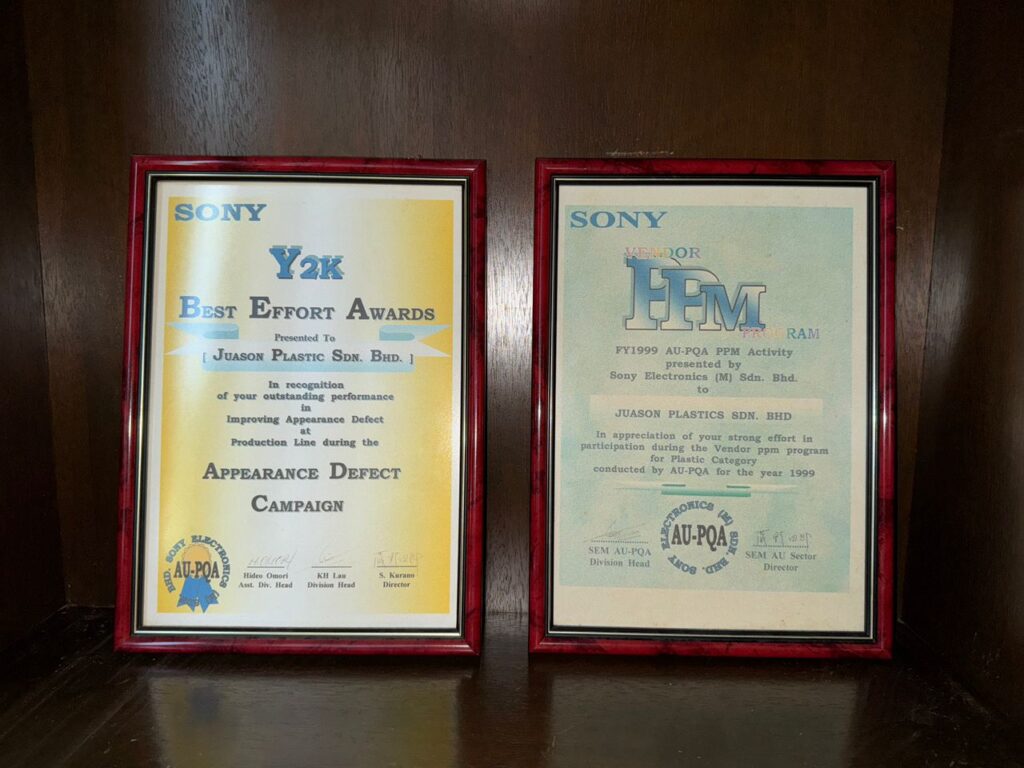 SONY
Y2K
BEST EFFORT AWARDS
Presented To
[ JUASON PLASTIC SDN. BHD. ]
In recognition
of your outstanding performance
in
Improving Appearance Defect
at
Production Line during the
APPEARANCE DEFECT
CAMPAIGN
SONY ELECTRONICS (M)
BHD
AU-PQA
Hideo Omori
Asst. Div. Head
KH Lau
Division Head
S. Kurano
Director
SONY
VENDOR
PPM
PROGRAM
FY1999 AU-PQA PPM Activity
presented by
Sony Electronics (M) Sdn. Bhd.
to
JUASON PLASTICS SDN. BHD
In appreciation of your strong effort in
participation during the Vendor ppm program
for Plastic Category
conducted by AU-PQA for the year 1999
SONY ELECTRONICS (M) SDN. BHD.
AU-PQA
SEM AU-PQA
Division Head
SEM AU Sector
Director